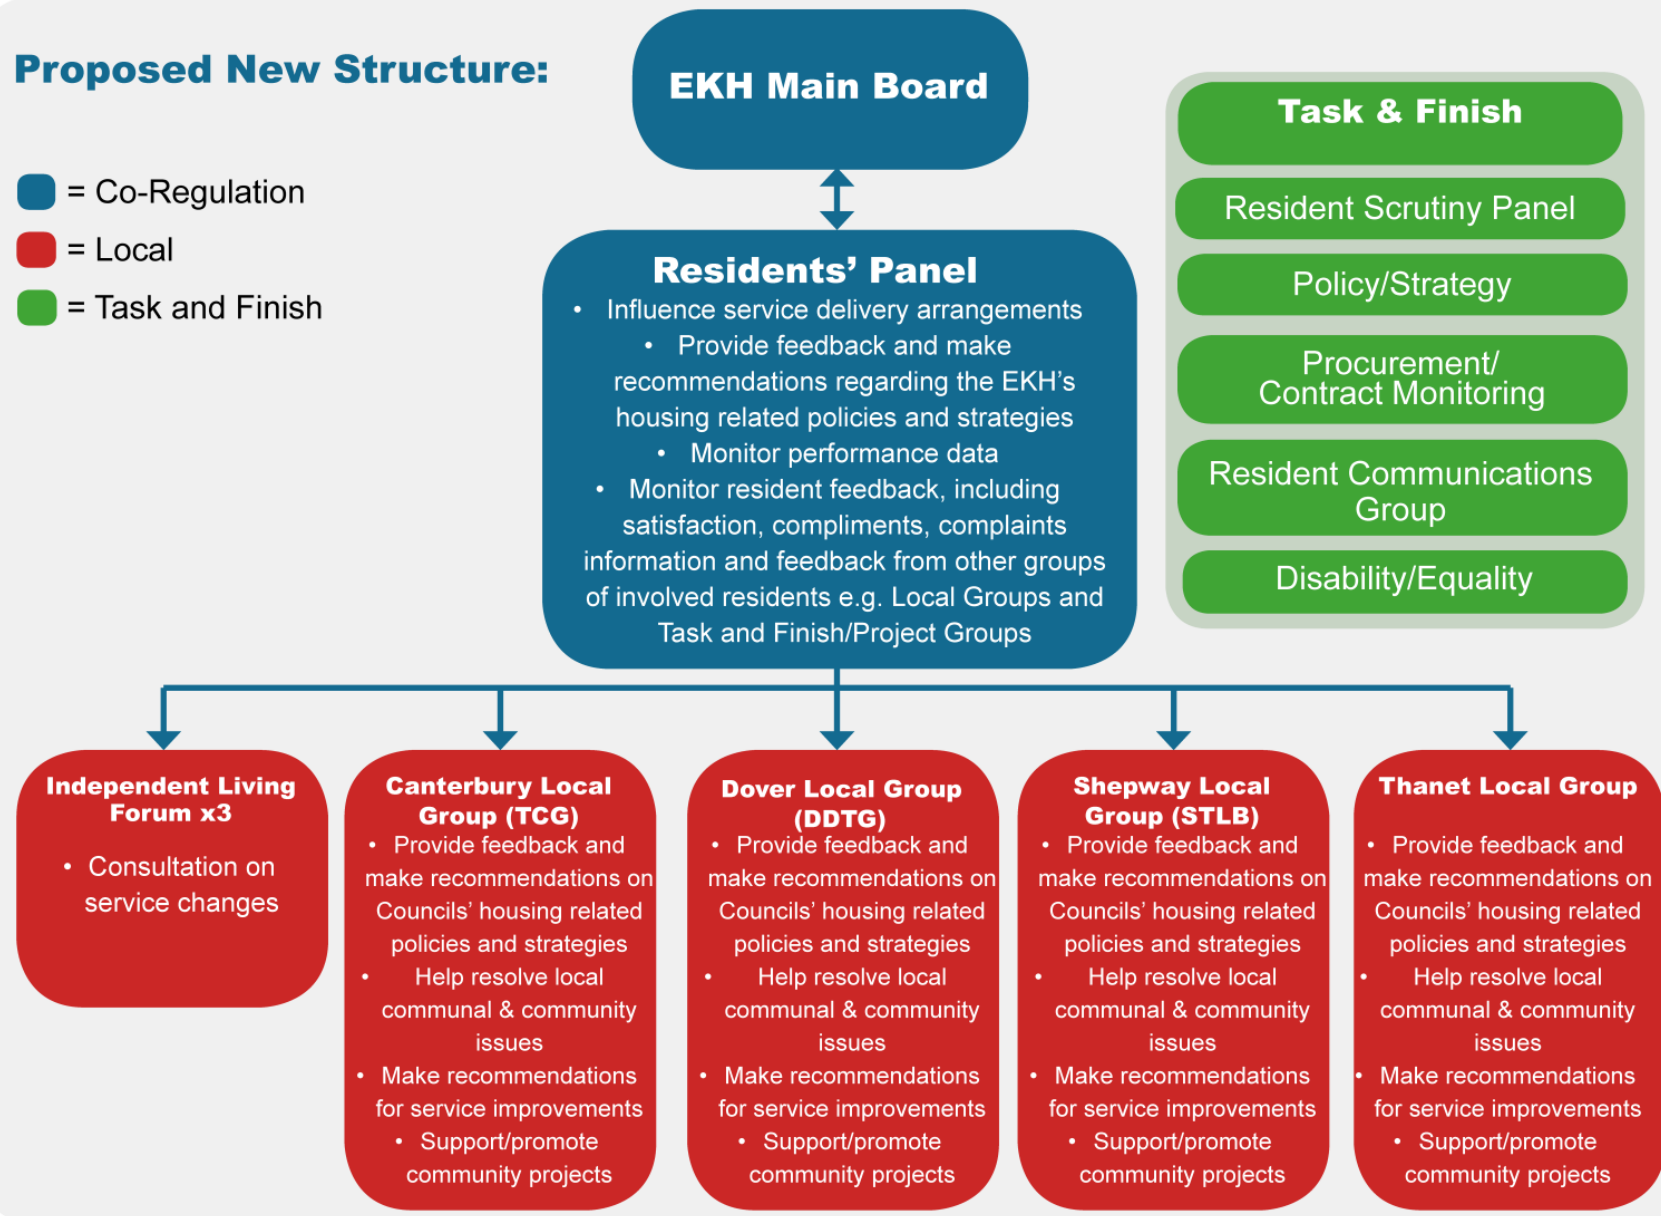 Proposed New Structure:
= Co-Regulation
= Local
= Task and Finish
EKH Main Board
Residents’ Panel
• Influence service delivery arrangements
• Provide feedback and make
recommendations regarding the EKH’s
housing related policies and strategies
• Monitor performance data
• Monitor resident feedback, including
satisfaction, compliments, complaints
information and feedback from other groups
of involved residents e.g. Local Groups and
Task and Finish/Project Groups
Task & Finish
Resident Scrutiny Panel
Policy/Strategy
Procurement/
Contract Monitoring
Resident Communications
Group
Disability/Equality
Independent Living
Forum x3
• Consultation on
service changes
Canterbury Local
Group (TCG)
• Provide feedback and
make recommendations on
Councils’ housing related
policies and strategies
• Help resolve local
communal & community
issues
• Make recommendations
for service improvements
• Support/promote
community projects
Dover Local Group
(DDTG)
• Provide feedback and
make recommendations on
Councils’ housing related
policies and strategies
• Help resolve local
communal & community
issues
• Make recommendations
for service improvements
• Support/promote
community projects
Shepway Local
Group (STLB)
• Provide feedback and
make recommendations on
Councils’ housing related
policies and strategies
• Help resolve local
communal & community
issues
• Make recommendations
for service improvements
• Support/promote
community projects
Thanet Local Group
• Provide feedback and
make recommendations on
Councils’ housing related
policies and strategies
• Help resolve local
communal & community
issues
• Make recommendations
for service improvements
• Support/promote
community projects